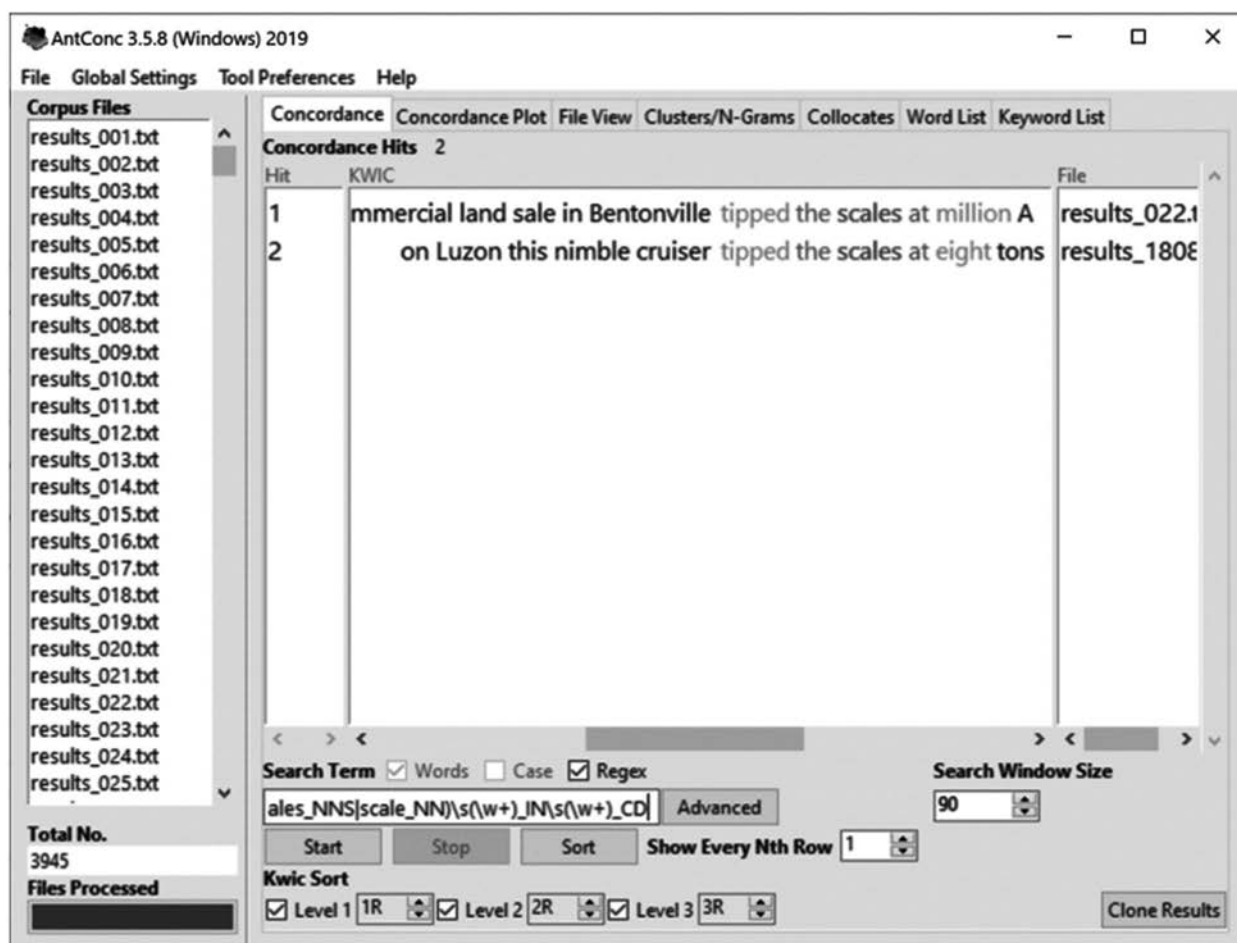 AntConc 3.5.8 (Windows) 2019
File Global Settings Tool Preferences Help
Corpus Files
results_001.txt
results_002.txt
results_003.txt
results_004.txt
results_005.txt
results_006.txt
results_007.txt
results_008.txt
results_009.txt
results_010.txt
results_011.txt
results_012.txt
results_013.txt
results_014.txt
results_015.txt
results_016.txt
results_017.txt
results_018.txt
results_019.txt
results_020.txt
results_021.txt
results_022.txt
results_023.txt
results_024.txt
results_025.txt
Total No.
3945
Files Processed
Concordance Concordance Plot File View Clusters/N-Grams Collocates Word List Keyword List
Concordance Hits 2
Hit KWIC File
1 mmercial land sale in Bentonville tipped the scales at million A results_022.t
2 on Luzon this nimble cruiser tipped the scales at eight tons results_1808
Search Term Words Case Regex Search Window Size
ales_NNS|scale_NN)\s(\w+)_IN\s(\w+)_CD Advanced 90
Start Stop Sort Show Every Nth Row 1
Kwic Sort
Level 1 1R Level 2 2R Level 3 3R Clone Results